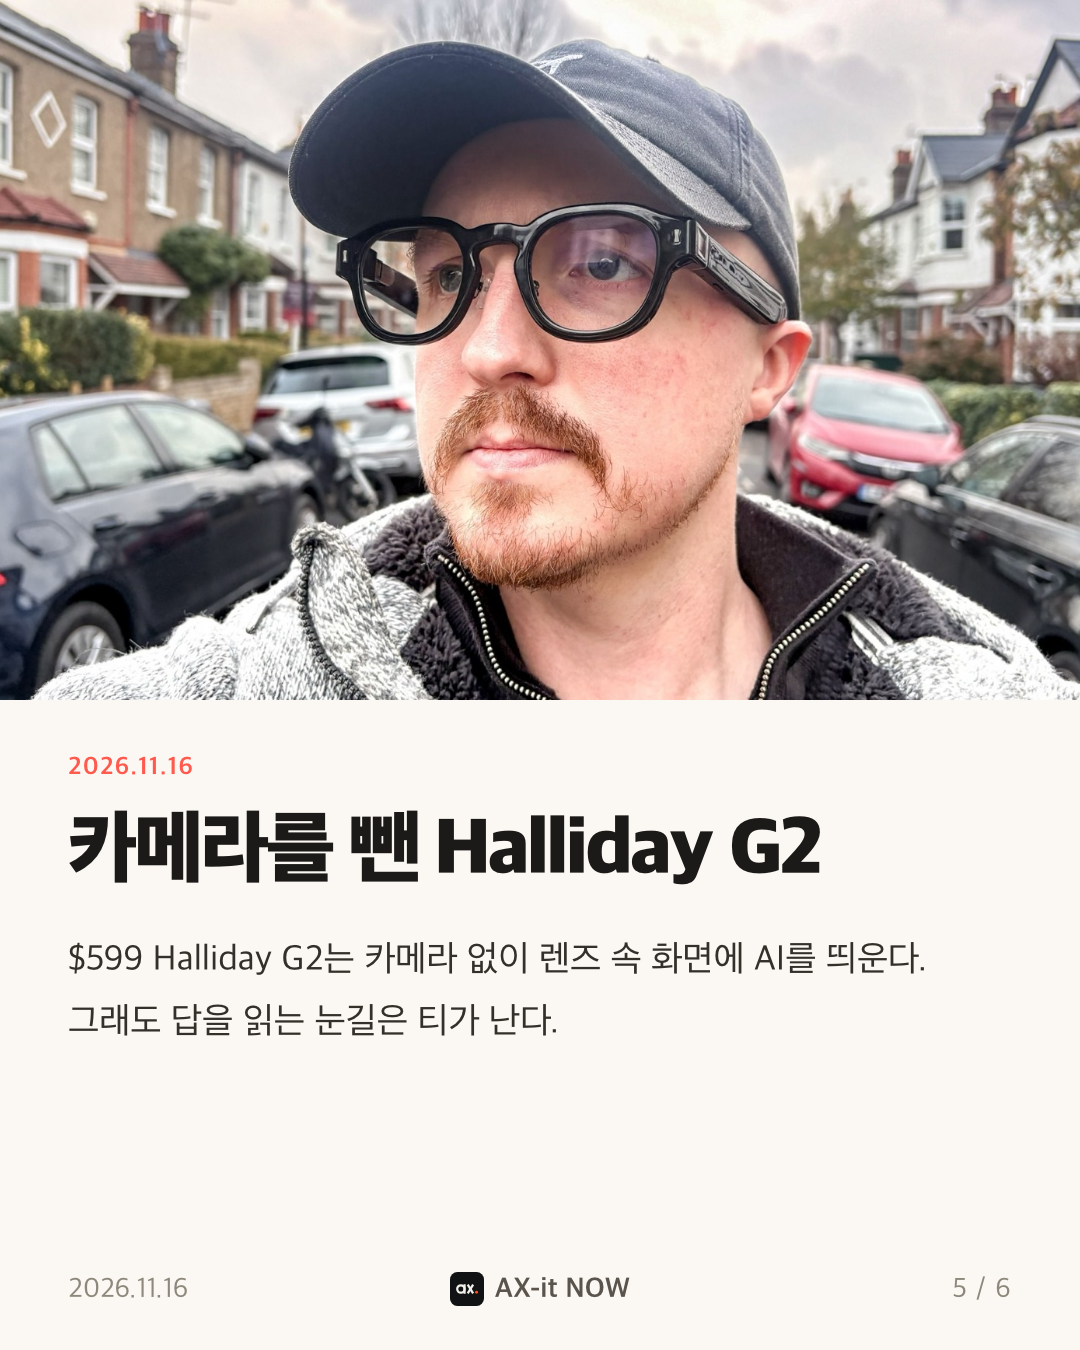 2026.11.16
카메라를 뺀 Halliday G2
$599 Halliday G2는 카메라 없이 렌즈 속 화면에 AI를 띄운다.
그래도 답을 읽는 눈길은 티가 난다.
2026.11.16
ax.
AX-it NOW
5 / 6